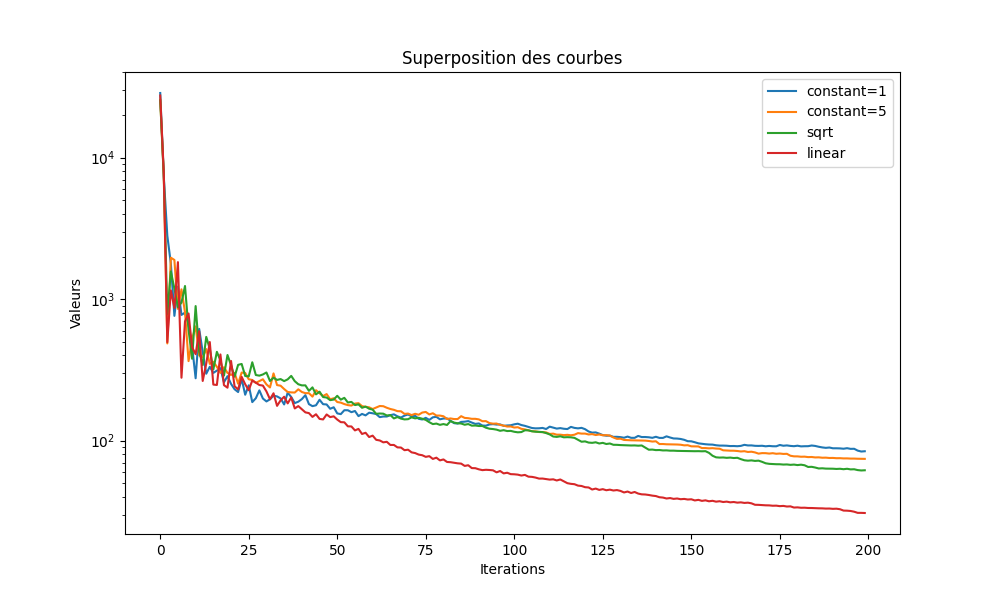 Superposition des courbes
constant=1
constant=5
sqrt
linear
Valeurs
10^4
10^3
10^2
0 25 50 75 100 125 150 175 200
Iterations